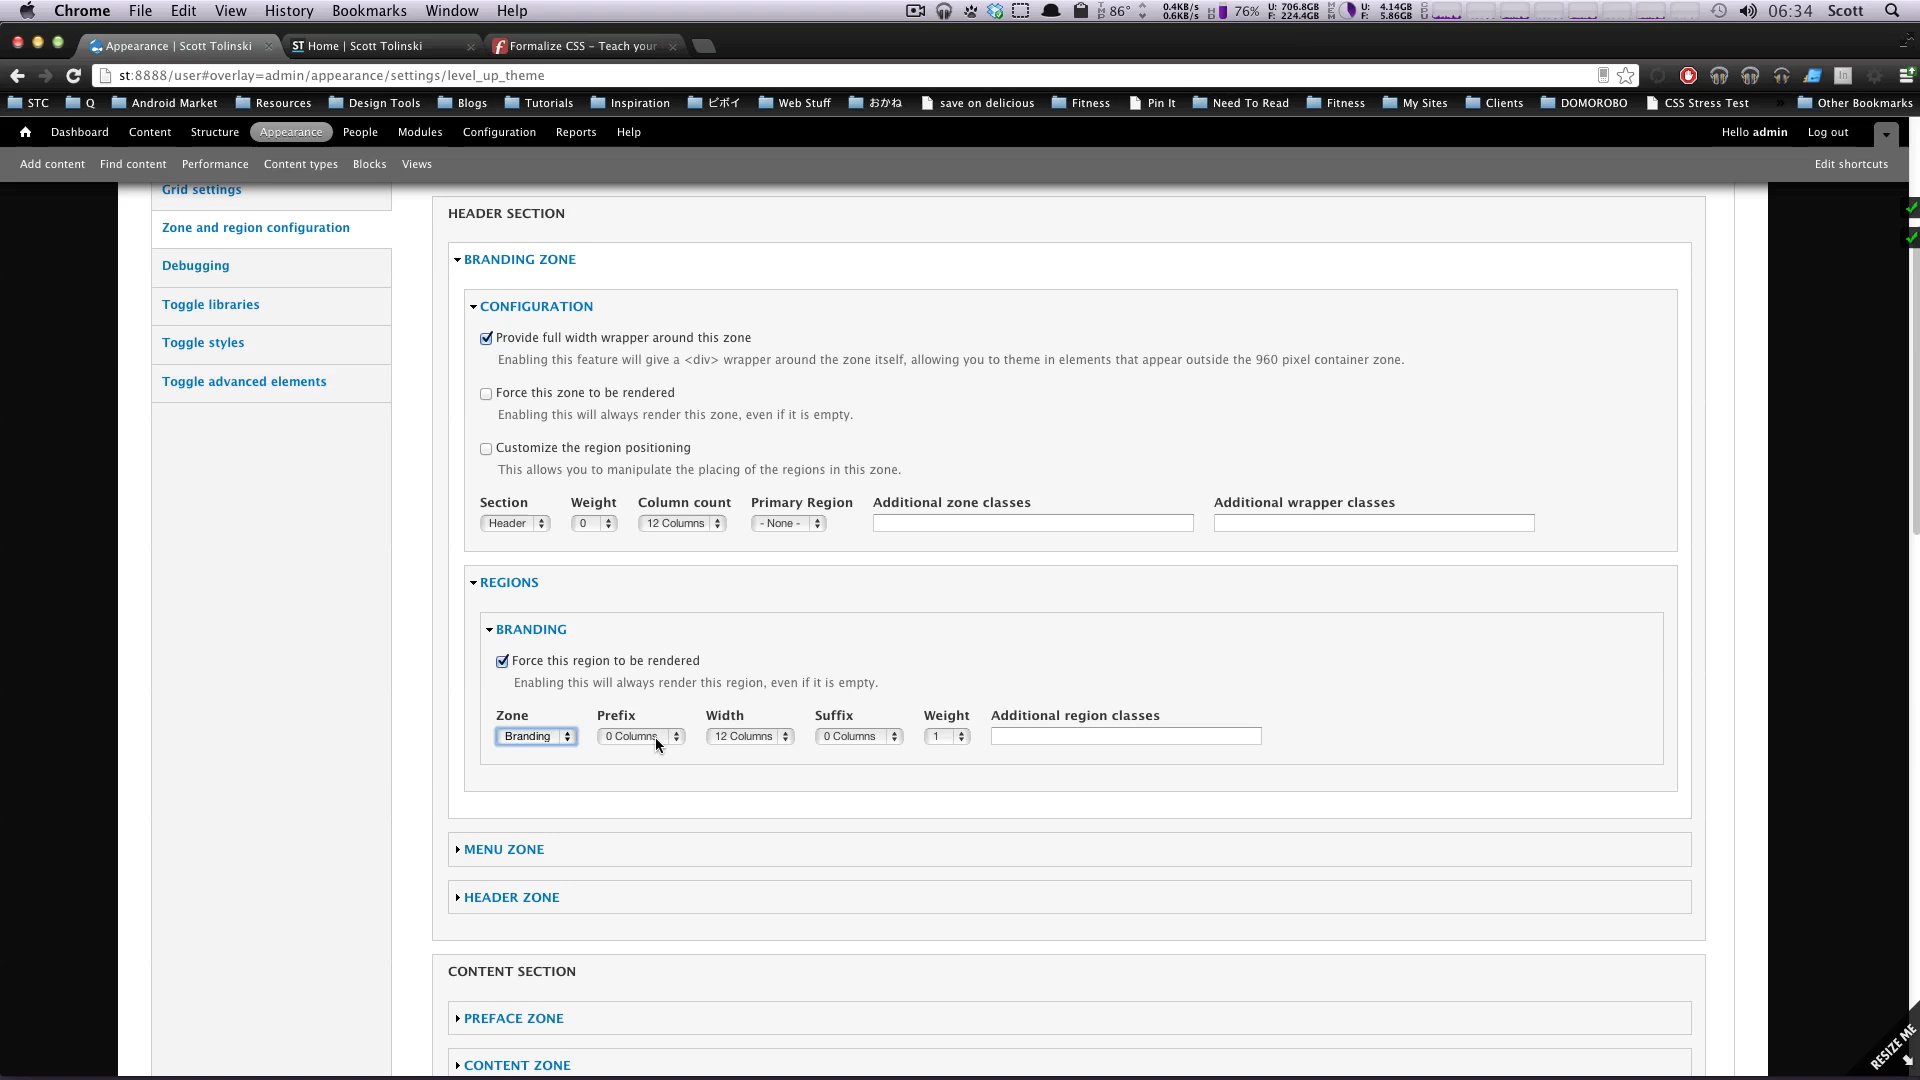 Chrome File Edit View History Bookmarks Window Help 86° 0.4KB/s 0.6KB/s 76% U: 706.8GB F: 224.4GB U: 4.14GB F: 5.86GB 06:34 Scott
Appearance | Scott Tolinski ST Home | Scott Tolinski Formalize CSS – Teach your
st:8888/user#overlay=admin/appearance/settings/level_up_theme
STC Q Android Market Resources Design Tools Blogs Tutorials Inspiration ビボイ Web Stuff おかね save on delicious Fitness Pin It Need To Read Fitness My Sites Clients DOMOROBO CSS Stress Test » Other Bookmarks
Dashboard Content Structure Appearance People Modules Configuration Reports Help Hello admin Log out
Add content Find content Performance Content types Blocks Views Edit shortcuts
Grid settings
Zone and region configuration
Debugging
Toggle libraries
Toggle styles
Toggle advanced elements
HEADER SECTION
BRANDING ZONE
CONFIGURATION
Provide full width wrapper around this zone
Enabling this feature will give a <div> wrapper around the zone itself, allowing you to theme in elements that appear outside the 960 pixel container zone.
Force this zone to be rendered
Enabling this will always render this zone, even if it is empty.
Customize the region positioning
This allows you to manipulate the placing of the regions in this zone.
Section Weight Column count Primary Region Additional zone classes Additional wrapper classes
Header 0 12 Columns - None -
REGIONS
BRANDING
Force this region to be rendered
Enabling this will always render this region, even if it is empty.
Zone Prefix Width Suffix Weight Additional region classes
Branding 0 Columns 12 Columns 0 Columns 1
MENU ZONE
HEADER ZONE
CONTENT SECTION
PREFACE ZONE
CONTENT ZONE
RESIZE ME